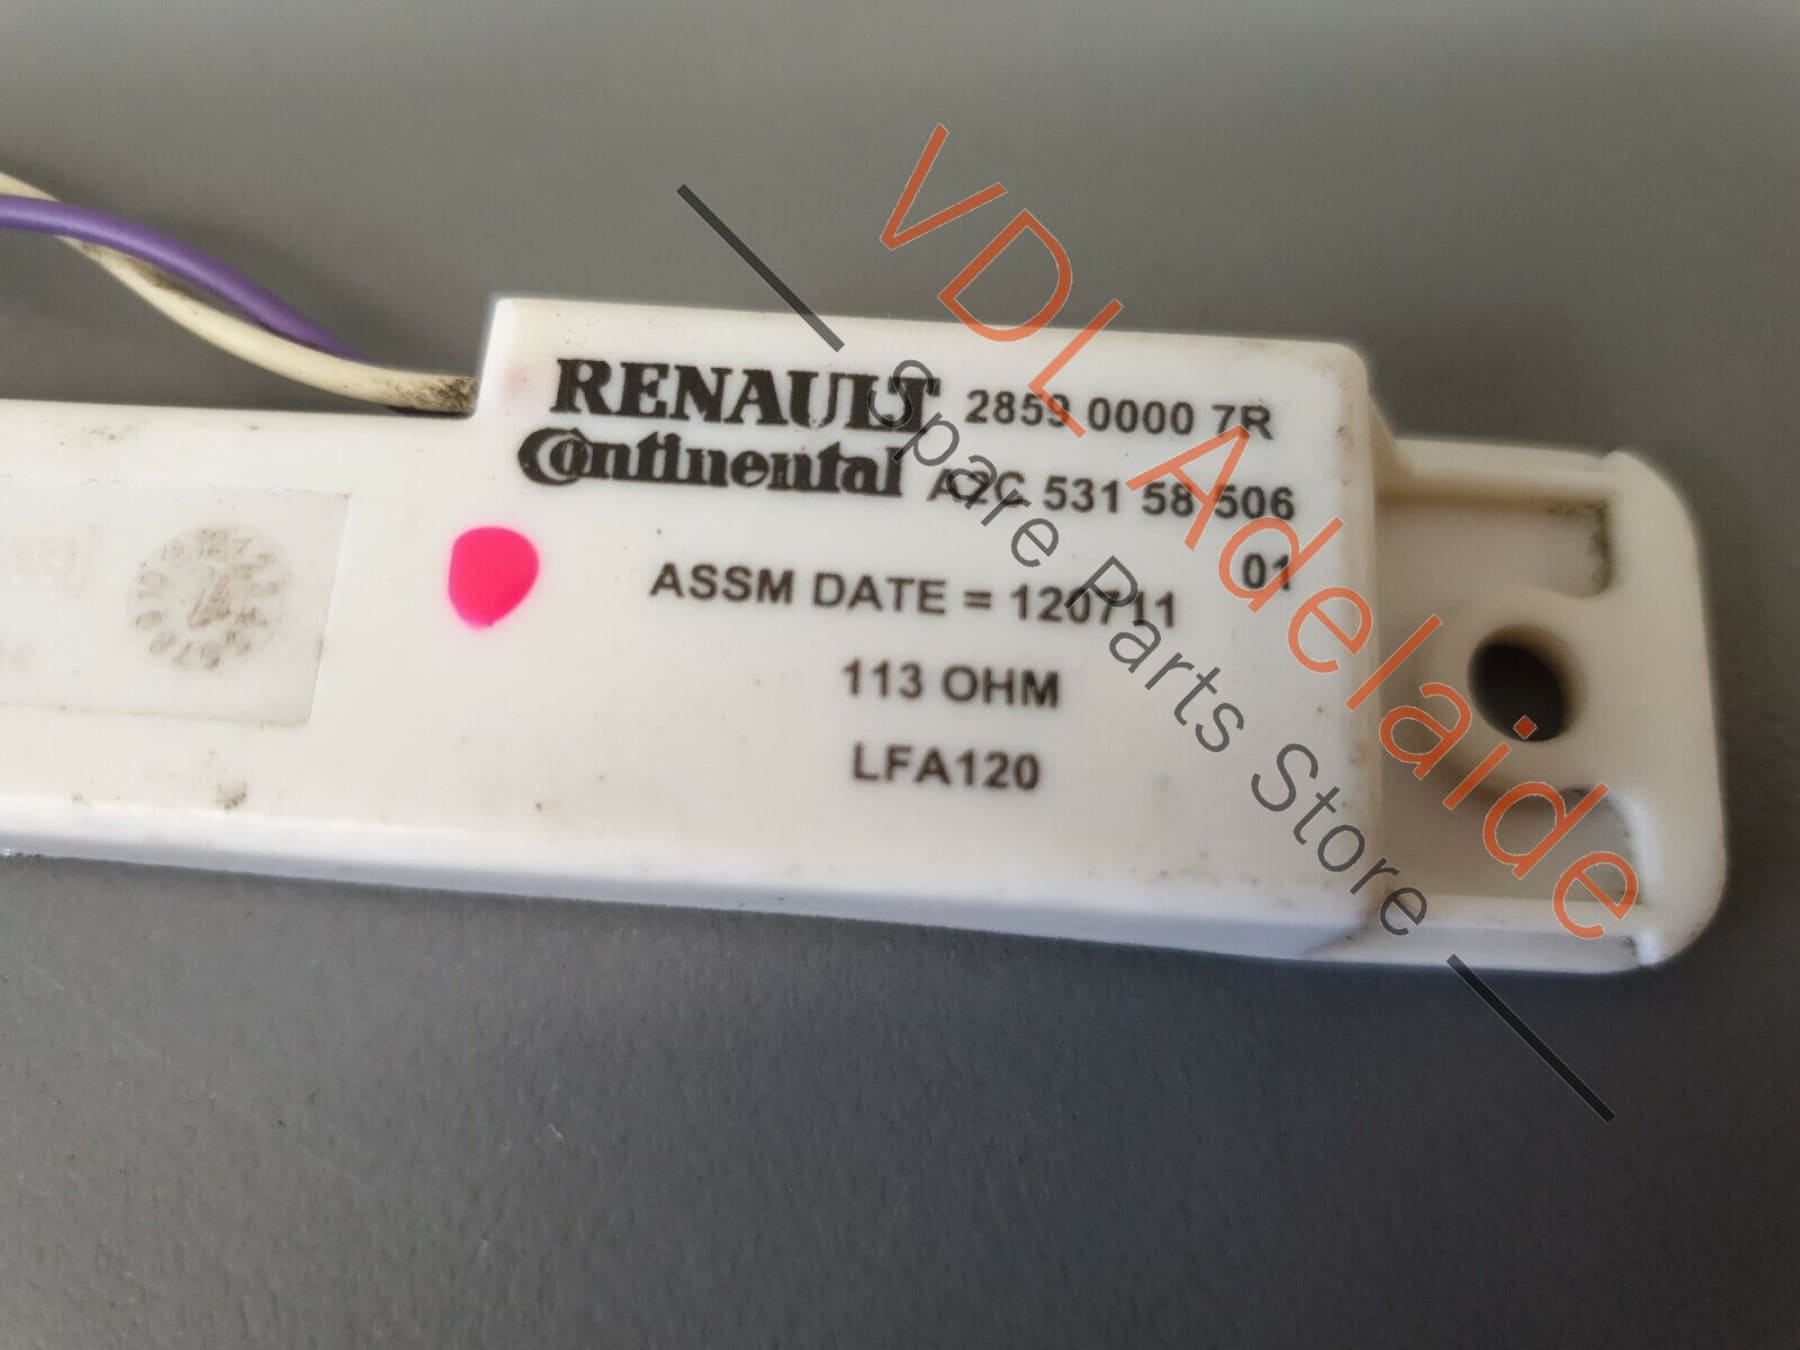 RENAULT 2859 0000 7R
Continental A2C 531 58 506
01
ASSM DATE = 120711
113 OHM
LFA120
VDL Adelaide
Spare Parts Store